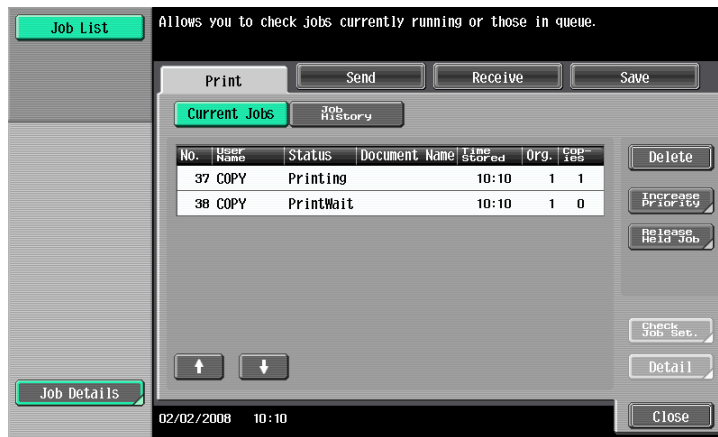 Job List
Allows you to check jobs currently running or those in queue.
Print Send Receive Save
Current Jobs Job History
No. User Name Status Document Name Time Stored Org. Cop-ies
37 COPY Printing 10:10 1 1
38 COPY PrintWait 10:10 1 0
Delete
Increase Priority
Release Held Job
Check Job Set.
Detail
Job Details
02/02/2008 10:10
Close